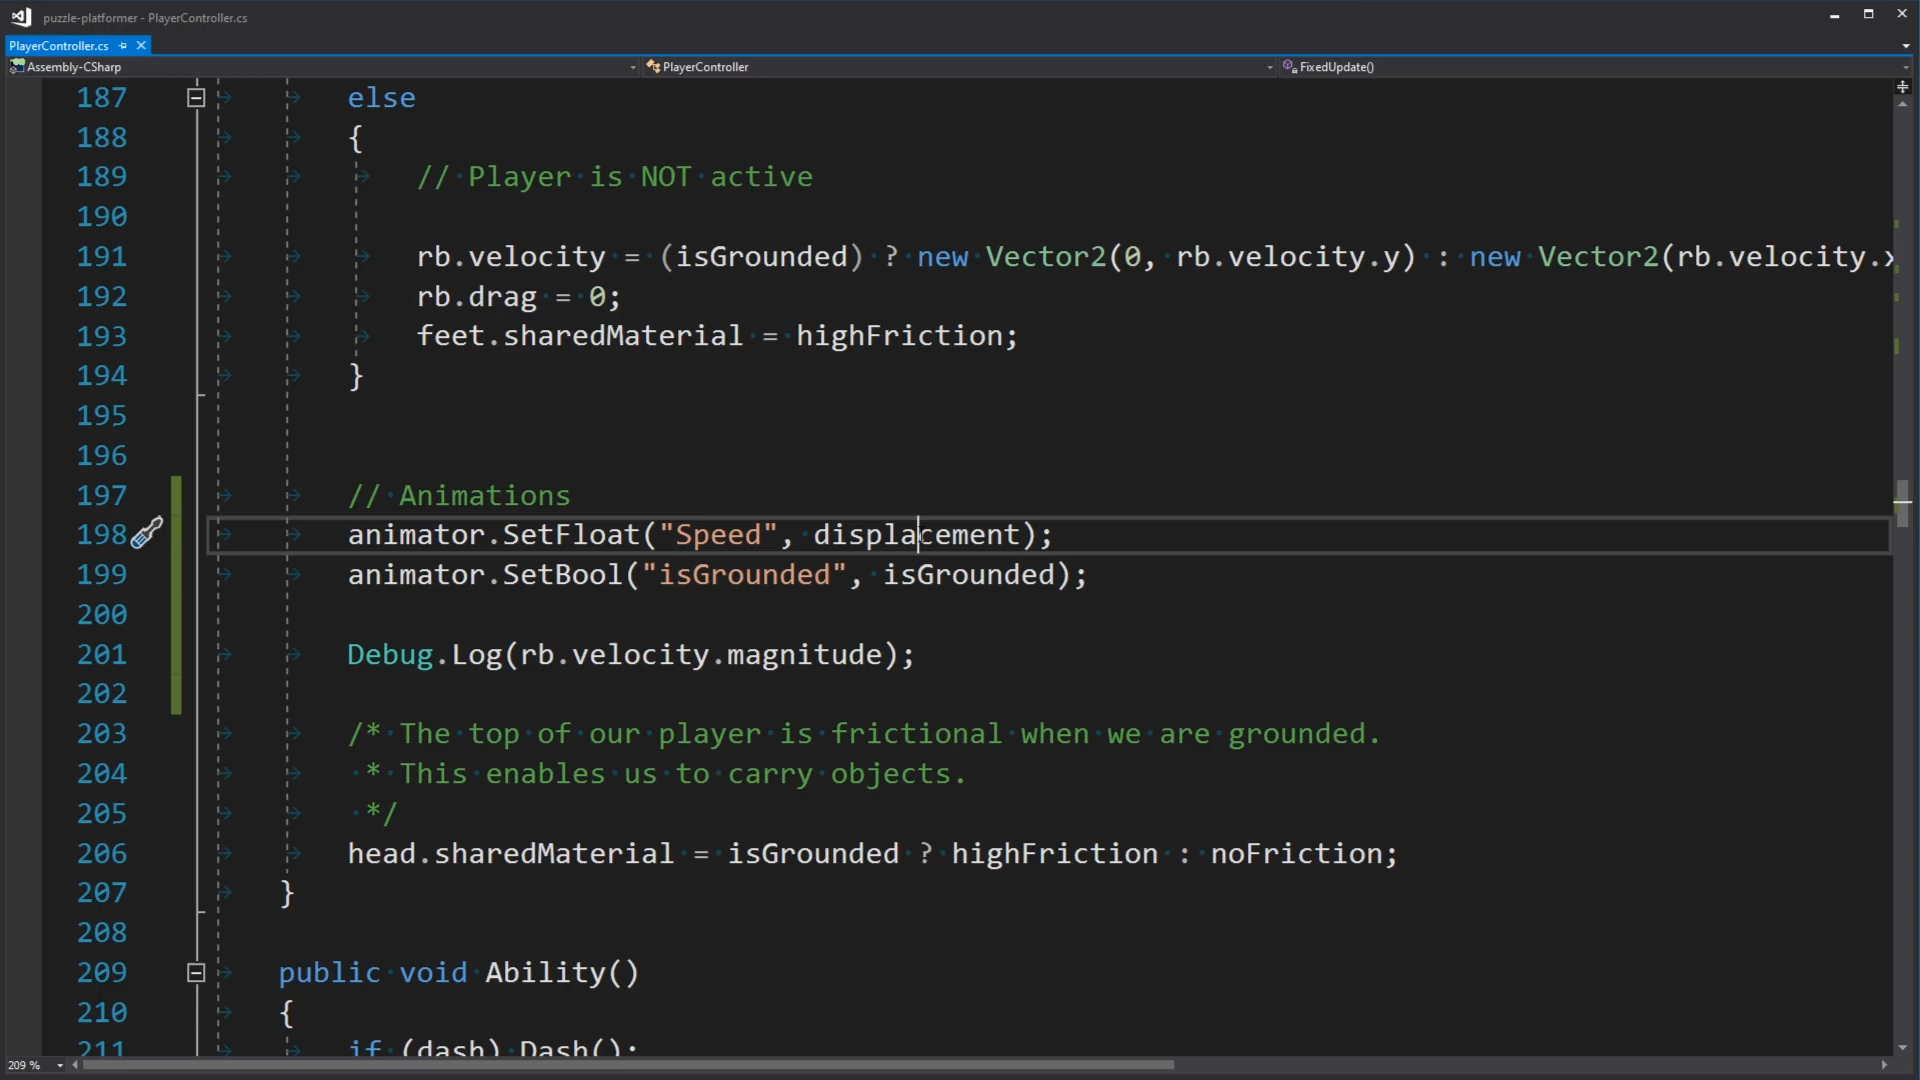 puzzle-platformer - PlayerController.cs
PlayerController.cs
Assembly-CSharp
PlayerController
FixedUpdate()
187 else
188 {
189 // Player is NOT active
190
191 rb.velocity = (isGrounded) ? new Vector2(0, rb.velocity.y) : new Vector2(rb.velocity.x
192 rb.drag = 0;
193 feet.sharedMaterial = highFriction;
194 }
195
196
197 // Animations
198 animator.SetFloat("Speed", displacement);
199 animator.SetBool("isGrounded", isGrounded);
200
201 Debug.Log(rb.velocity.magnitude);
202
203 /* The top of our player is frictional when we are grounded.
204 * This enables us to carry objects.
205 */
206 head.sharedMaterial = isGrounded ? highFriction : noFriction;
207 }
208
209 public void Ability()
210 {
211 if (dash) Dash();
209 %